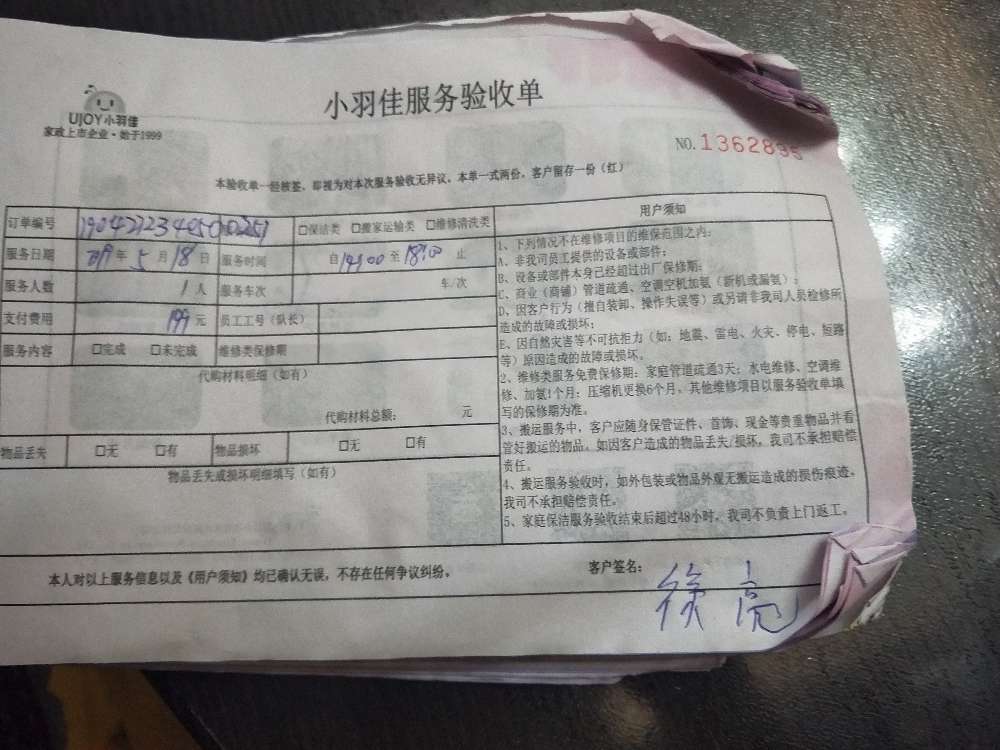 小羽佳服务验收单
UJOY小羽佳
家政上市企业·始于1999
NO.
本验收单一经核签,即视为对本次服务验收无异议。本单一式两份,客户留存一份(红)
订单编号 □保洁类 □搬家运输类 □维修清洗类
服务日期 年 5 月 18 日 服务时间 自 14:00 至 18:00 止
服务人数 1 人 服务车次 车/次
支付费用 199 元 员工工号(队长)
服务内容 □完成 □未完成 维修类保修期
代购材料明细(如有)
代购材料总额: 元
物品丢失 □无 □有 物品损坏 □无 □有
物品丢失或损坏明细填写(如有)
用户须知
1、下列情况不在维修项目的维保范围之内:
A、非我司员工提供的设备或部件;
B、设备或部件本身已经超过出厂保修期;
C、商业(商铺)管道疏通、空调空机加氨(新机或漏氨);
D、因客户行为(擅自装卸、操作失误等)或另请非我司人员检修所
造成的故障或损坏;
E、因自然灾害等不可抗拒力(如:地震、雷电、火灾、停电、短路
等)原因造成的故障或损坏。
2、维修类服务免费保修期:家庭管道疏通3天;水电维修、空调维
修、加氨1个月;压缩机更换6个月,其他维修项目以服务验收单填
写的保修期为准。
3、搬运服务中,客户应随身保管证件、首饰、现金等贵重物品并看
管好搬运的物品。如因客户造成的物品丢失/损坏,我司不承担赔偿
责任。
4、搬运服务验收时,如外包装或物品外观无搬运造成的损伤痕迹,
我司不承担赔偿责任。
5、家庭保洁服务验收结束后超过48小时,我司不负责上门返工。
本人对以上服务信息以及《用户须知》均已确认无误,不存在任何争议纠纷。
客户签名: 徐亮